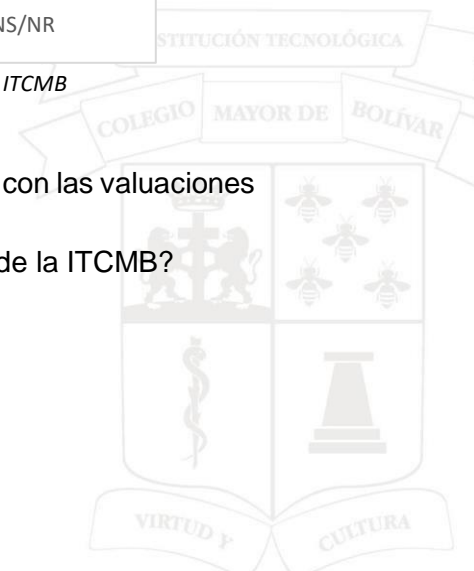 NS/NR
ITCMB
STITUCIÓN TECNOLÓGICA
COLEGIO MAYOR DE BOLÍVAR
con las valuaciones
de la ITCMB?
VIRTUD Y CULTURA